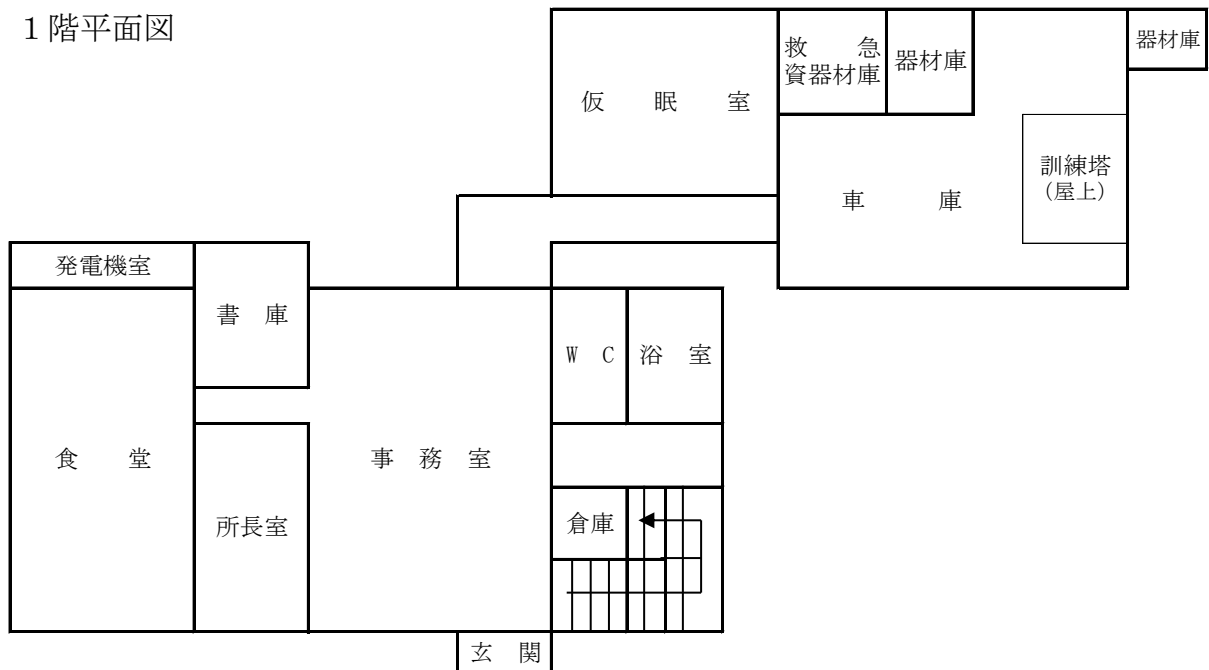 1階平面図
救急
資器材庫
器材庫
器材庫
仮眠室
訓練塔
(屋上)
車庫
発電機室
書庫
WC
浴室
食堂
事務室
所長室
倉庫
玄関